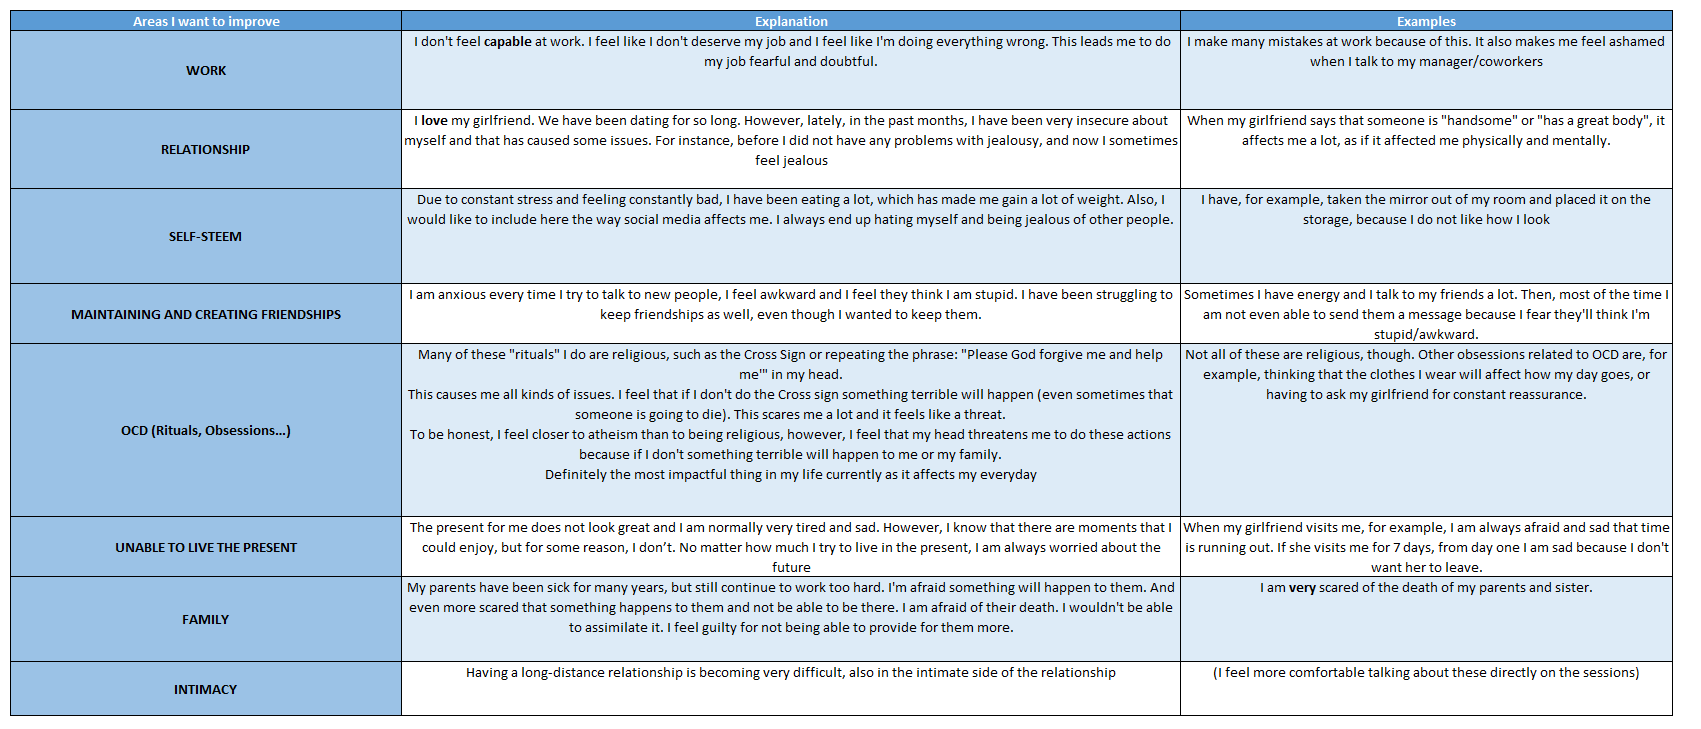 Areas I want to improve
Explanation
Examples
WORK
I don't feel capable at work. I feel like I don't deserve my job and I feel like I'm doing everything wrong. This leads me to do
my job fearful and doubtful.
I make many mistakes at work because of this. It also makes me feel ashamed
when I talk to my manager/coworkers
RELATIONSHIP
I love my girlfriend. We have been dating for so long. However, lately, in the past months, I have been very insecure about
myself and that has caused some issues. For instance, before I did not have any problems with jealousy, and now I sometimes
feel jealous
When my girlfriend says that someone is "handsome" or "has a great body", it
affects me a lot, as if it affected me physically and mentally.
SELF-STEEM
Due to constant stress and feeling constantly bad, I have been eating a lot, which has made me gain a lot of weight. Also, I
would like to include here the way social media affects me. I always end up hating myself and being jealous of other people.
I have, for example, taken the mirror out of my room and placed it on the
storage, because I do not like how I look
MAINTAINING AND CREATING FRIENDSHIPS
I am anxious every time I try to talk to new people, I feel awkward and I feel they think I am stupid. I have been struggling to
keep friendships as well, even though I wanted to keep them.
Sometimes I have energy and I talk to my friends a lot. Then, most of the time I
am not even able to send them a message because I fear they'll think I'm
stupid/awkward.
OCD (Rituals, Obsessions...)
Many of these "rituals" I do are religious, such as the Cross Sign or repeating the phrase: "Please God forgive me and help
me'" in my head.
This causes me all kinds of issues. I feel that if I don't do the Cross sign something terrible will happen (even sometimes that
someone is going to die). This scares me a lot and it feels like a threat.
To be honest, I feel closer to atheism than to being religious, however, I feel that my head threatens me to do these actions
because if I don't something terrible will happen to me or my family.
Definitely the most impactful thing in my life currently as it affects my everyday
Not all of these are religious, though. Other obsessions related to OCD are, for
example, thinking that the clothes I wear will affect how my day goes, or
having to ask my girlfriend for constant reassurance.
UNABLE TO LIVE THE PRESENT
The present for me does not look great and I am normally very tired and sad. However, I know that there are moments that I
could enjoy, but for some reason, I don’t. No matter how much I try to live in the present, I am always worried about the
future
When my girlfriend visits me, for example, I am always afraid and sad that time
is running out. If she visits me for 7 days, from day one I am sad because I don't
want her to leave.
FAMILY
My parents have been sick for many years, but still continue to work too hard. I'm afraid something will happen to them. And
even more scared that something happens to them and not be able to be there. I am afraid of their death. I wouldn't be able
to assimilate it. I feel guilty for not being able to provide for them more.
I am very scared of the death of my parents and sister.
INTIMACY
Having a long-distance relationship is becoming very difficult, also in the intimate side of the relationship
(I feel more comfortable talking about these directly on the sessions)